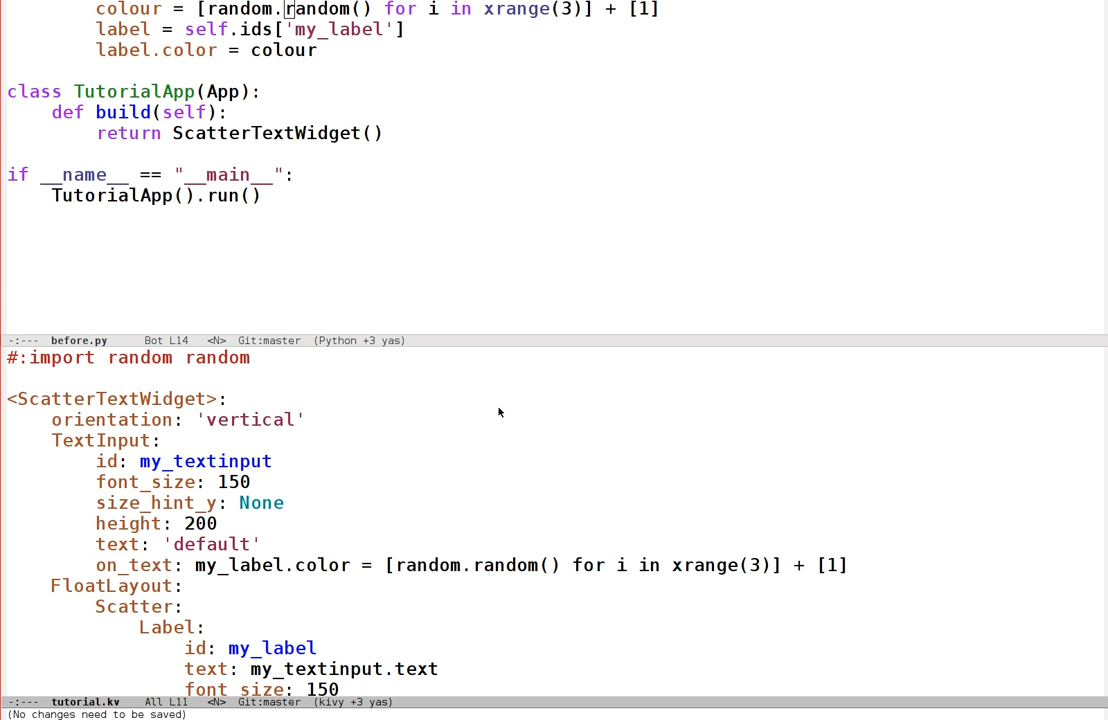 colour = [random.random() for i in xrange(3)] + [1]
label = self.ids['my_label']
label.color = colour
class TutorialApp(App):
def build(self):
return ScatterTextWidget()
if __name__ == "__main__":
TutorialApp().run()
-:--- before.py Bot L14 <N> Git:master (Python +3 yas)
#:import random random
<ScatterTextWidget>:
orientation: 'vertical'
TextInput:
id: my_textinput
font_size: 150
size_hint_y: None
height: 200
text: 'default'
on_text: my_label.color = [random.random() for i in xrange(3)] + [1]
FloatLayout:
Scatter:
Label:
id: my_label
text: my_textinput.text
font_size: 150
-:--- tutorial.kv All L11 <N> Git:master (kivy +3 yas)
(No changes need to be saved)